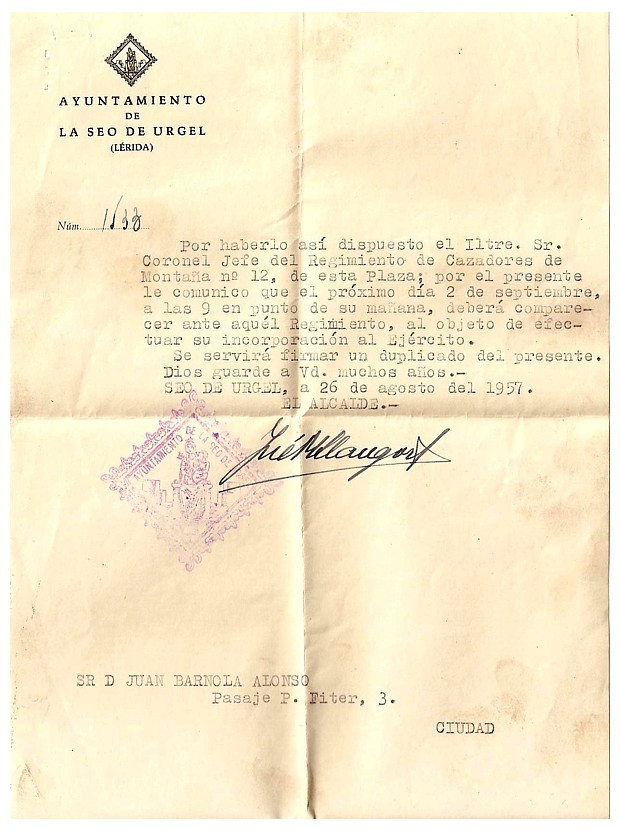 AYUNTAMIENTO
DE
LA SEO DE URGEL
(LÉRIDA)
Núm. 1533
Por haberlo así dispuesto el Iltre. Sr.
Coronel Jefe del Regimiento de Cazadores de
Montaña nº 12, de esta Plaza; por el presente
le comunico que el próximo día 2 de septiembre,
a las 9 en punto de su mañana, deberá compare-
cer ante aquél Regimiento, al objeto de efec-
tuar su incorporación al Ejército.
Se servirá firmar un duplicado del presente.
Dios guarde a Vd. muchos años.-
SEO DE URGEL, a 26 de agosto del 1957.
EL ALCALDE.-
AYUNTAMIENTO DE LA SEO DE
SR D JUAN BARNOLA ALONSO
Pasaje P. Fiter, 3.
CIUDAD